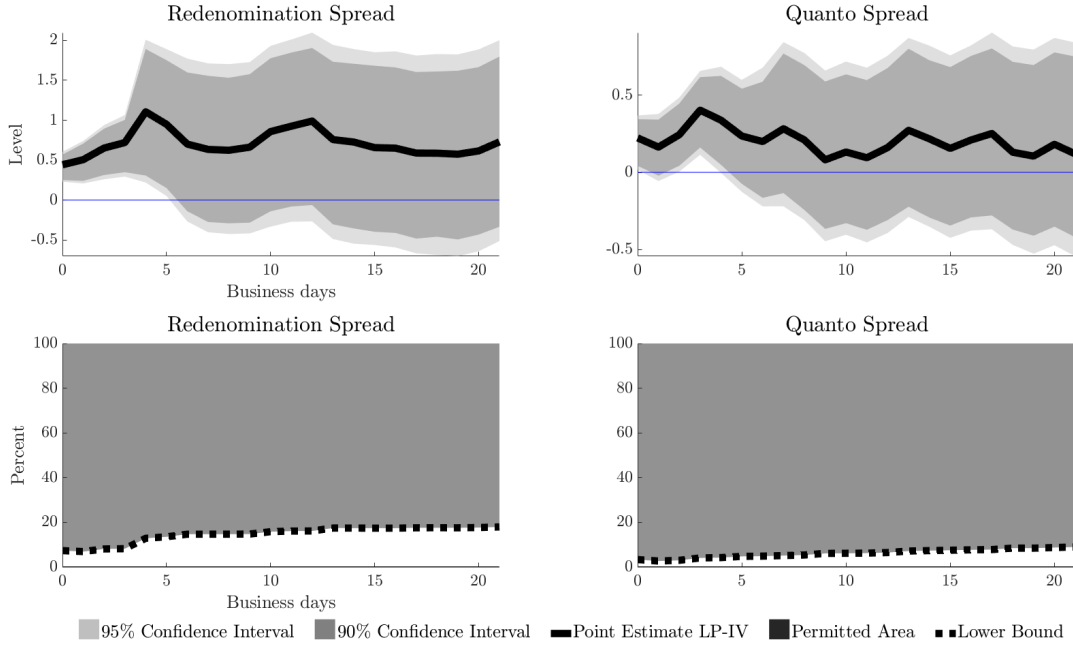 Redenomination Spread
Quanto Spread
Level
2
1.5
1
0.5
0
-0.5
0 5 10 15 20
Business days
0.5
0
-0.5
0 5 10 15 20
Redenomination Spread
Quanto Spread
Percent
100
80
60
40
20
0
0 5 10 15 20
Business days
100
80
60
40
20
0
0 5 10 15 20
95% Confidence Interval 90% Confidence Interval Point Estimate LP-IV Permitted Area Lower Bound